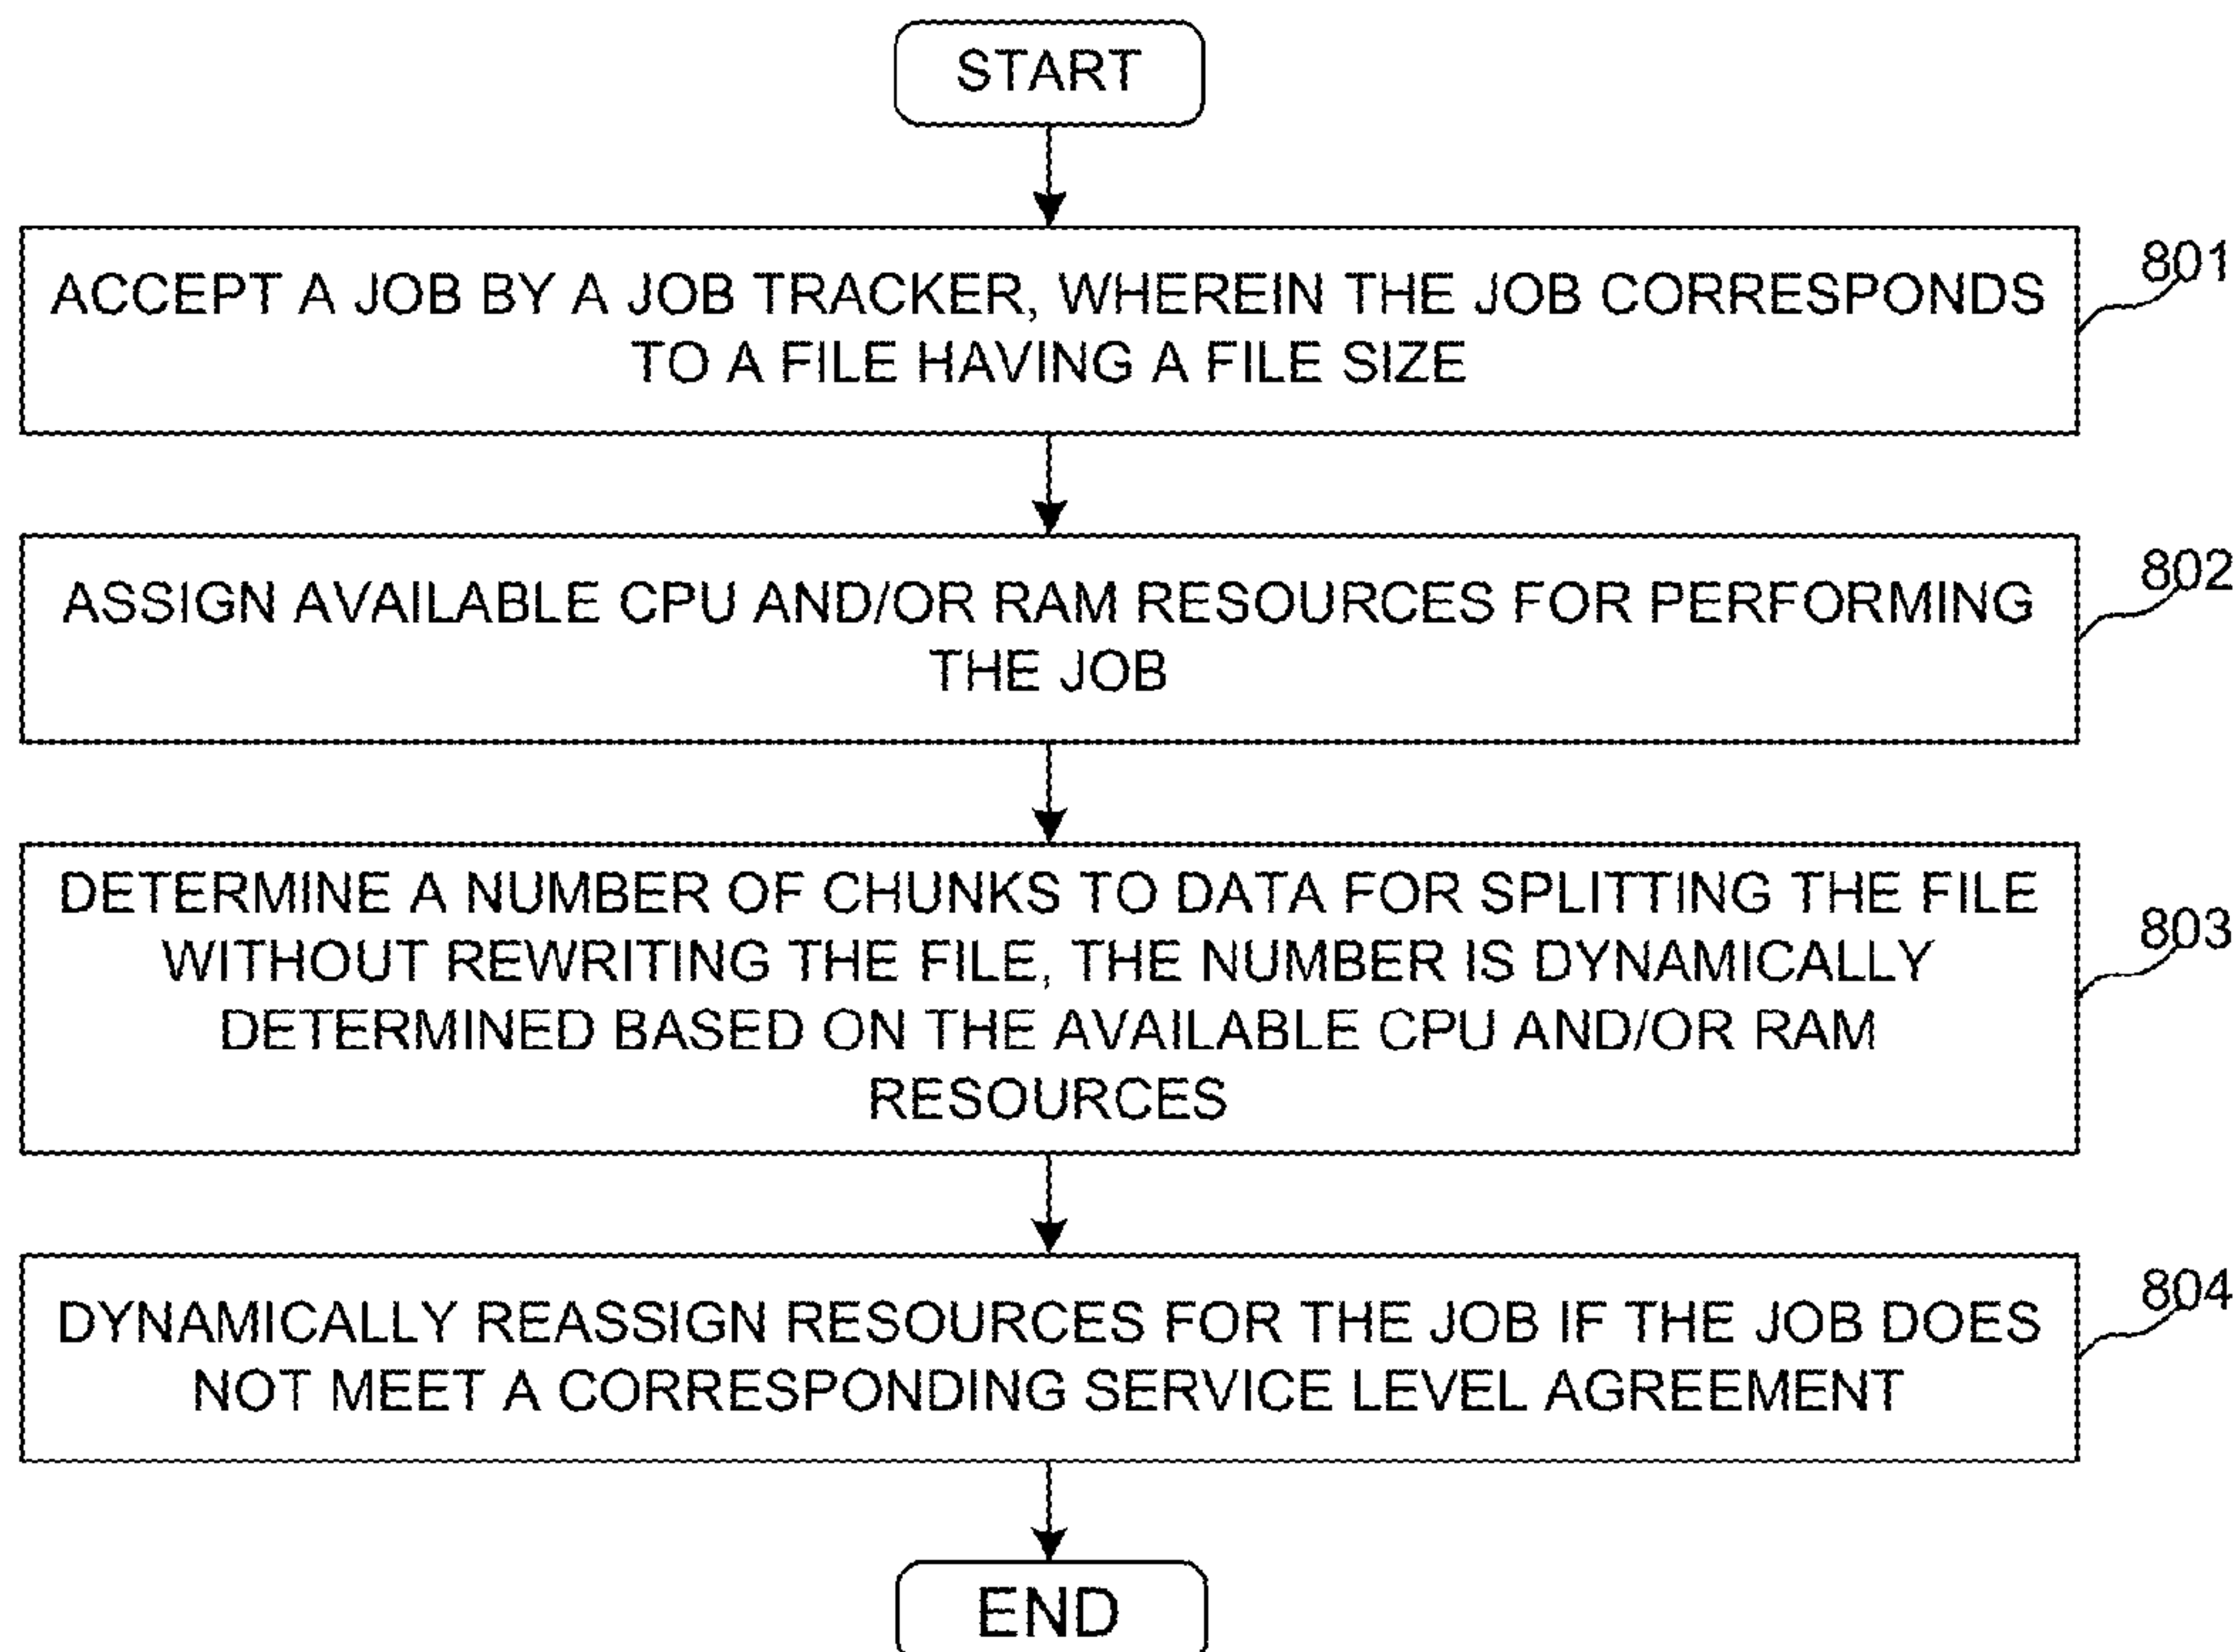 START
ACCEPT A JOB BY A JOB TRACKER, WHEREIN THE JOB CORRESPONDS
TO A FILE HAVING A FILE SIZE
801
ASSIGN AVAILABLE CPU AND/OR RAM RESOURCES FOR PERFORMING
THE JOB
802
DETERMINE A NUMBER OF CHUNKS TO DATA FOR SPLITTING THE FILE
WITHOUT REWRITING THE FILE, THE NUMBER IS DYNAMICALLY
DETERMINED BASED ON THE AVAILABLE CPU AND/OR RAM
RESOURCES
803
DYNAMICALLY REASSIGN RESOURCES FOR THE JOB IF THE JOB DOES
NOT MEET A CORRESPONDING SERVICE LEVEL AGREEMENT
804
END